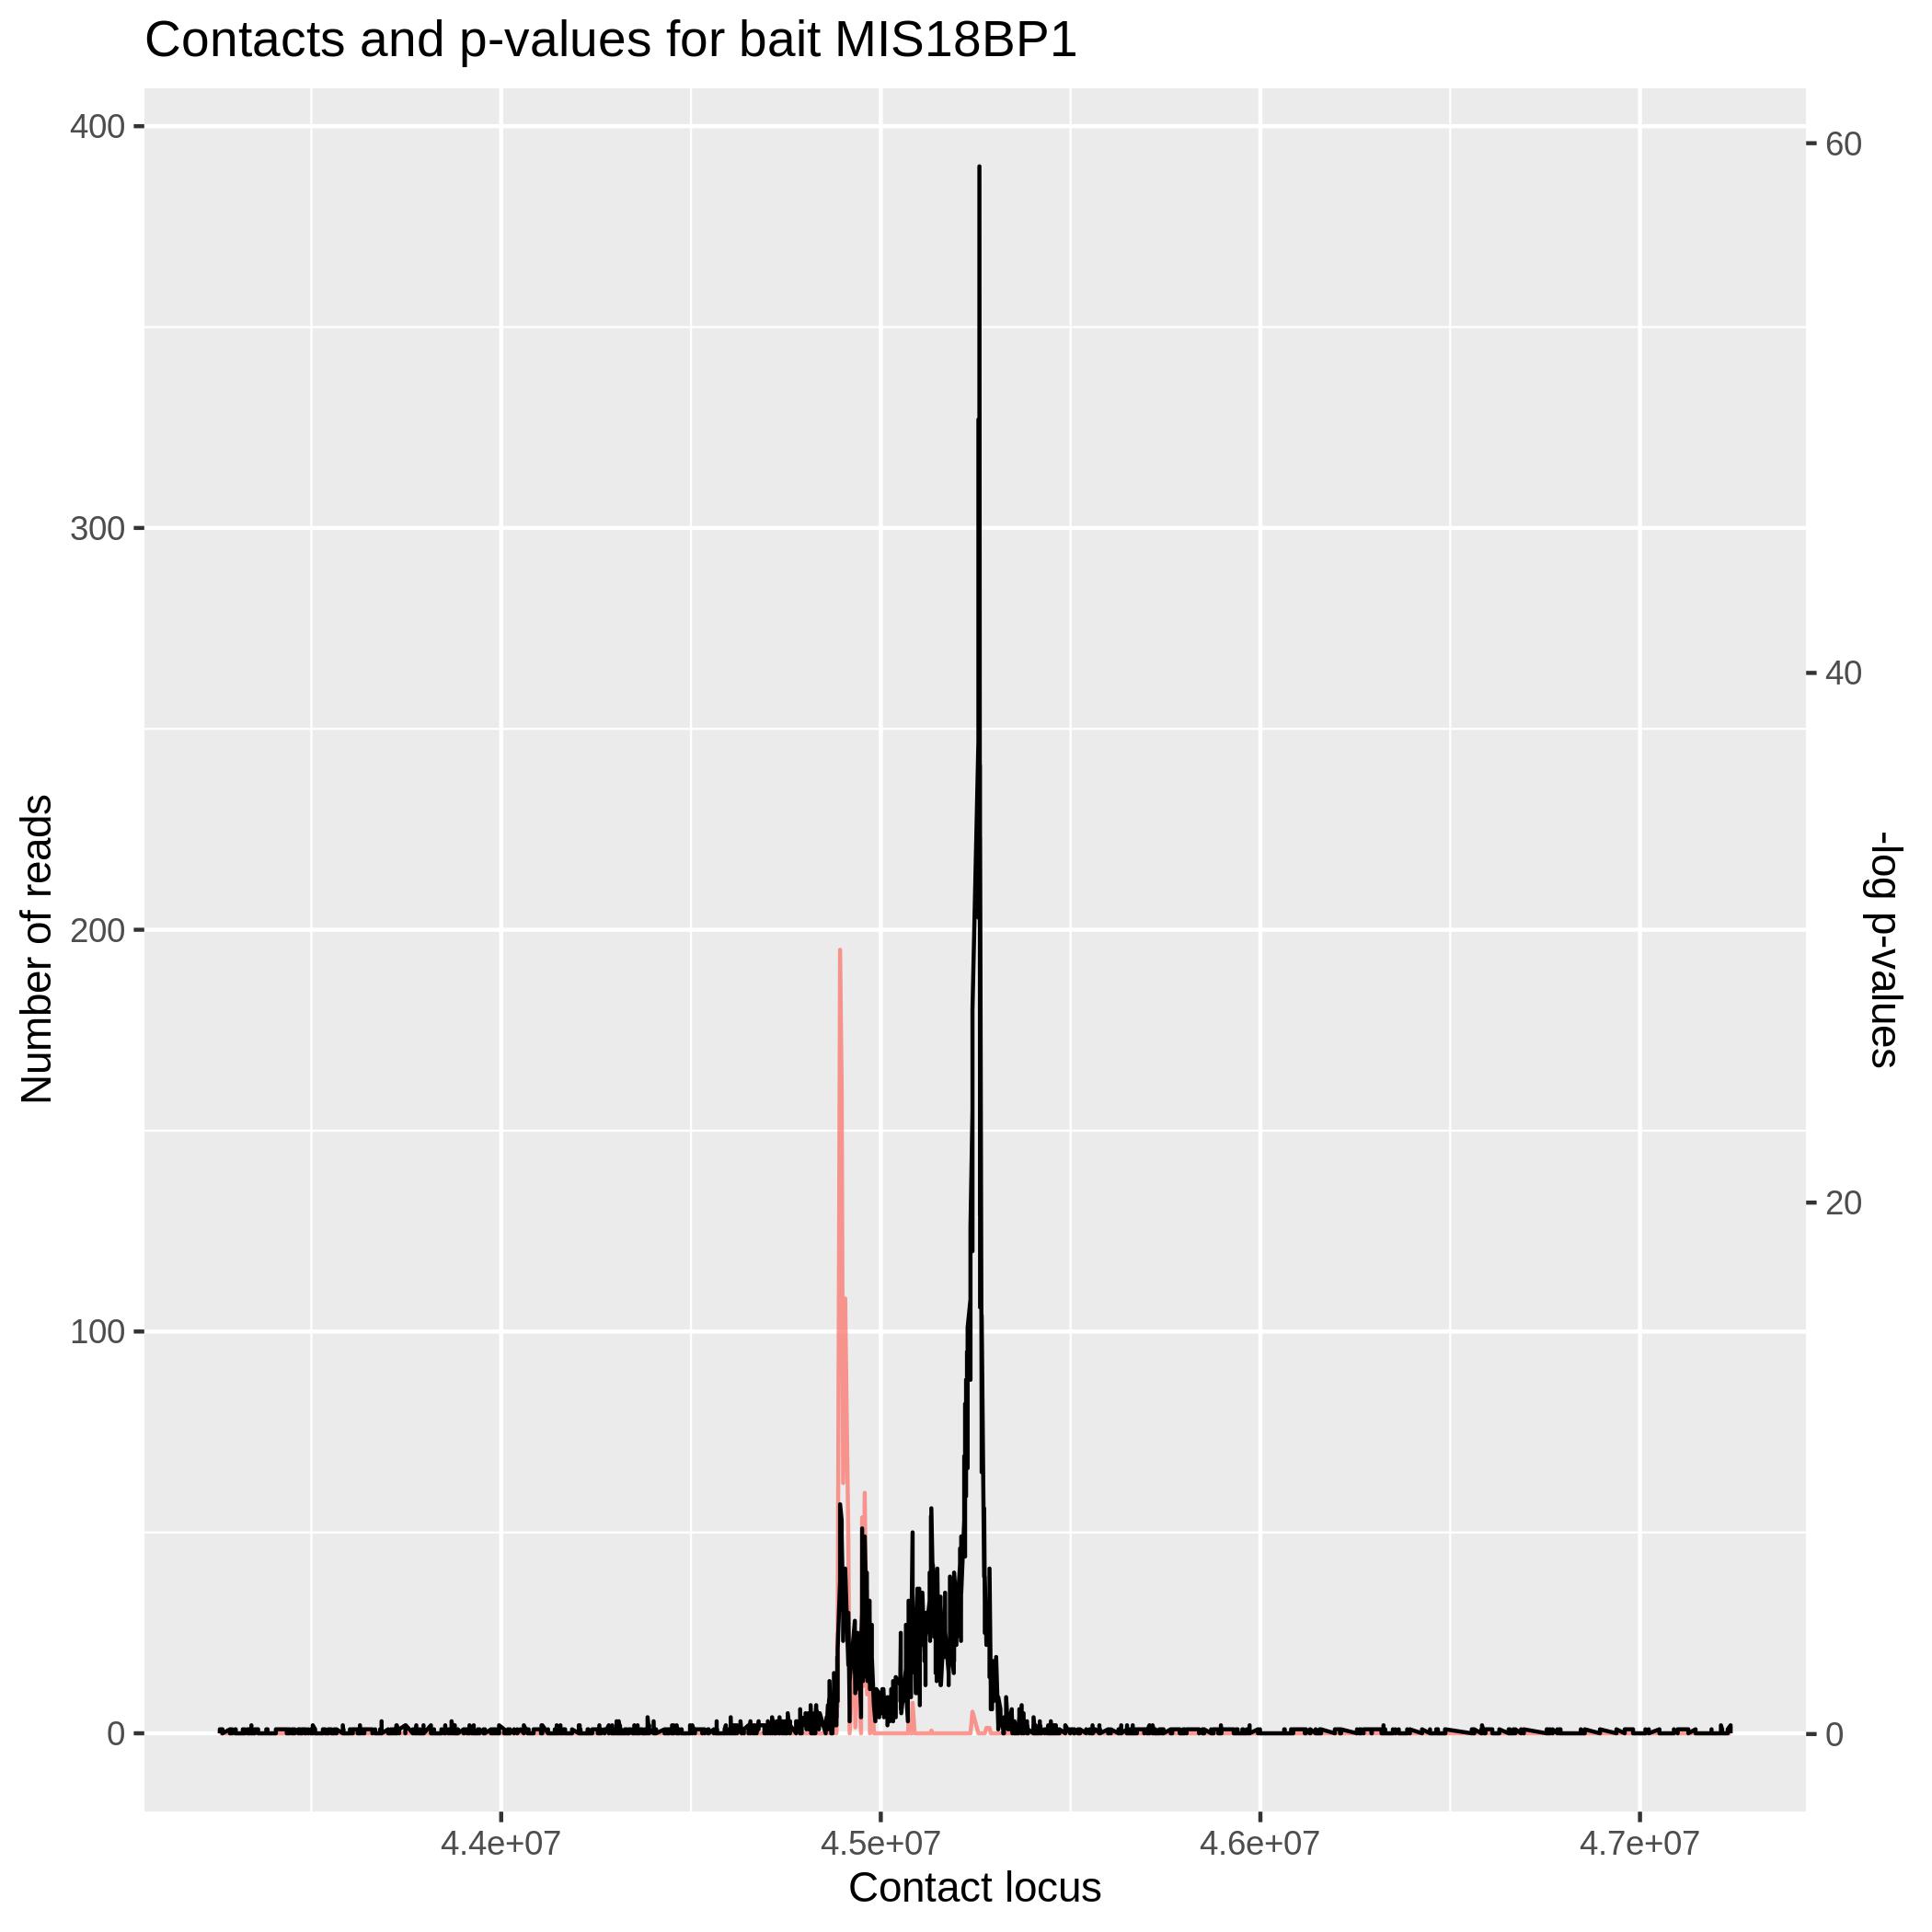 Contacts and p-values for bait MIS18BP1
400
300
200
100
0
Number of reads
60
40
20
0
-log p-values
4.4e+07
4.5e+07
4.6e+07
4.7e+07
Contact locus